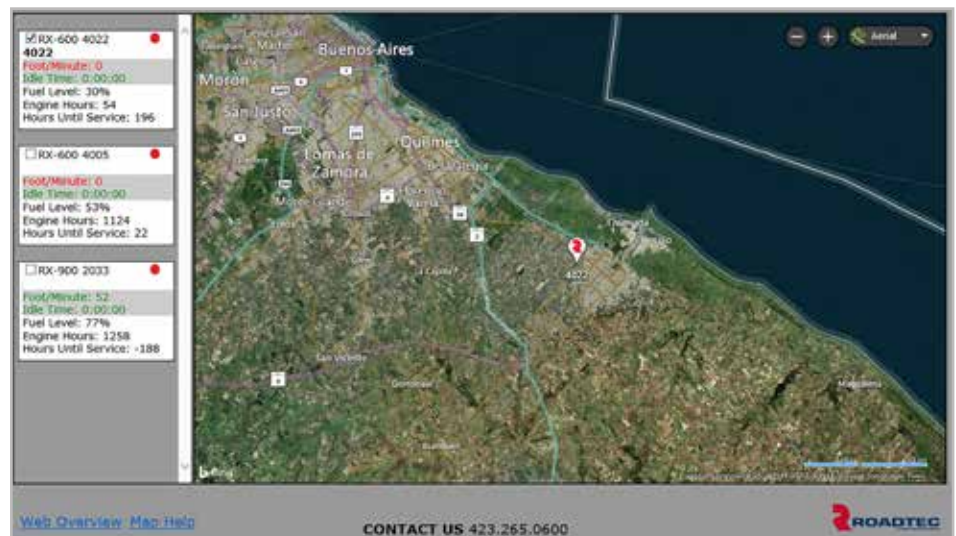 RX-600 4022
4022
Foot/Minute: 0
Idle Time: 0:00:00
Fuel Level: 30%
Engine Hours: 54
Hours Until Service: 196
RX-600 4005
Foot/Minute: 0
Idle Time: 0:00:00
Fuel Level: 53%
Engine Hours: 1124
Hours Until Service: 22
RX-900 2033
Foot/Minute: 52
Idle Time: 0:00:00
Fuel Level: 77%
Engine Hours: 1258
Hours Until Service: -188
Aerial
Buenos Aires
Moron
San Justo
Quilmes
Lomas de
Zamora
Monte Grande
4022
San Vicente
Magdalena
bing
Web Overview Map Help
CONTACT US 423.265.0600
ROADTEC